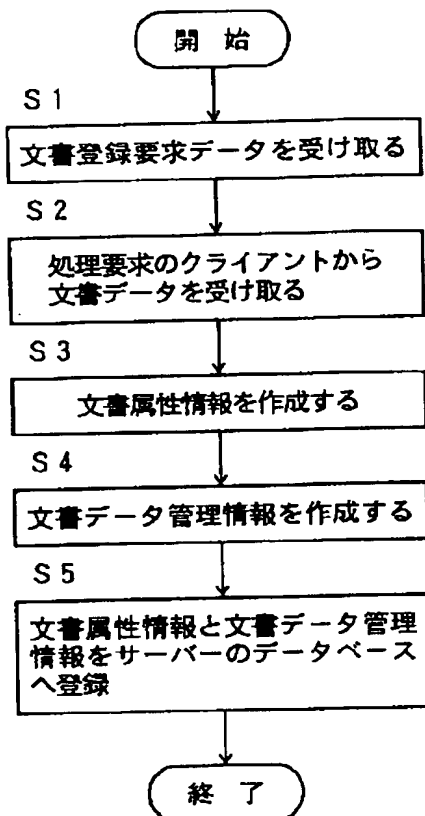 開 始
S 1
文書登録要求データを受け取る
S 2
処理要求のクライアントから
文書データを受け取る
S 3
文書属性情報を作成する
S 4
文書データ管理情報を作成する
S 5
文書属性情報と文書データ管理
情報をサーバーのデータベース
へ登録
終 了